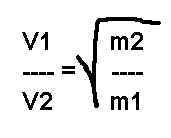 V1 m2
---- = √ ----
V2 m1